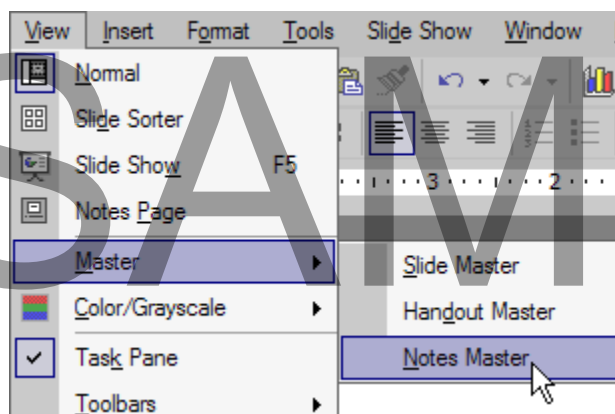 View Insert Format Tools Slide Show Window
Normal
Slide Sorter
Slide Show F5
3 2
Notes Page
Master Slide Master
Color/Grayscale Handout Master
Task Pane Notes Master
Toolbars
SAM